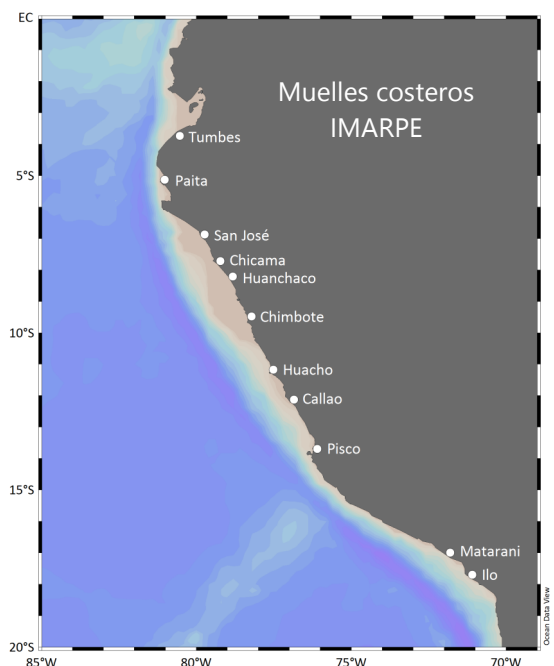 EC
Muelles costeros
IMARPE
Tumbes
5°S
Paita
San José
Chicama
Huanchaco
Chimbote
10°S
Huacho
Callao
Pisco
15°S
Matarani
Ilo
20°S
85°W
80°W
75°W
70°W
Ocean Data View